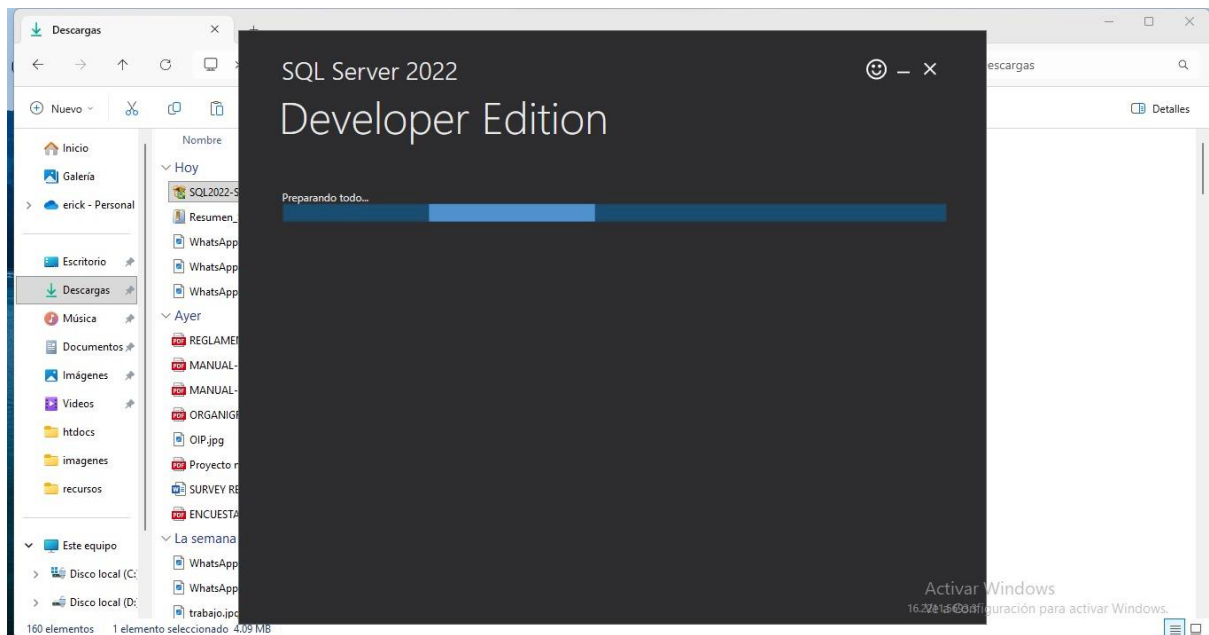 Descargas
escargas
Nuevo
Detalles
Inicio
Galería
erick - Personal
Escritorio
Descargas
Música
Documentos
Imágenes
Videos
htdocs
imagenes
recursos
Este equipo
Disco local (C:
Disco local (D:
Nombre
Hoy
SQL2022-S
Resumen_
WhatsApp
WhatsApp
WhatsApp
Ayer
REGLAME
MANUAL-
MANUAL-
ORGANIGR
OIP.jpg
Proyecto
SURVEY RE
ENCUESTA
La semana
WhatsApp
WhatsApp
trabajo.jpg
SQL Server 2022
Developer Edition
Preparando todo...
Activar Windows
configuración para activar Windows.
160 elementos 1 elemento seleccionado 4.09 MB